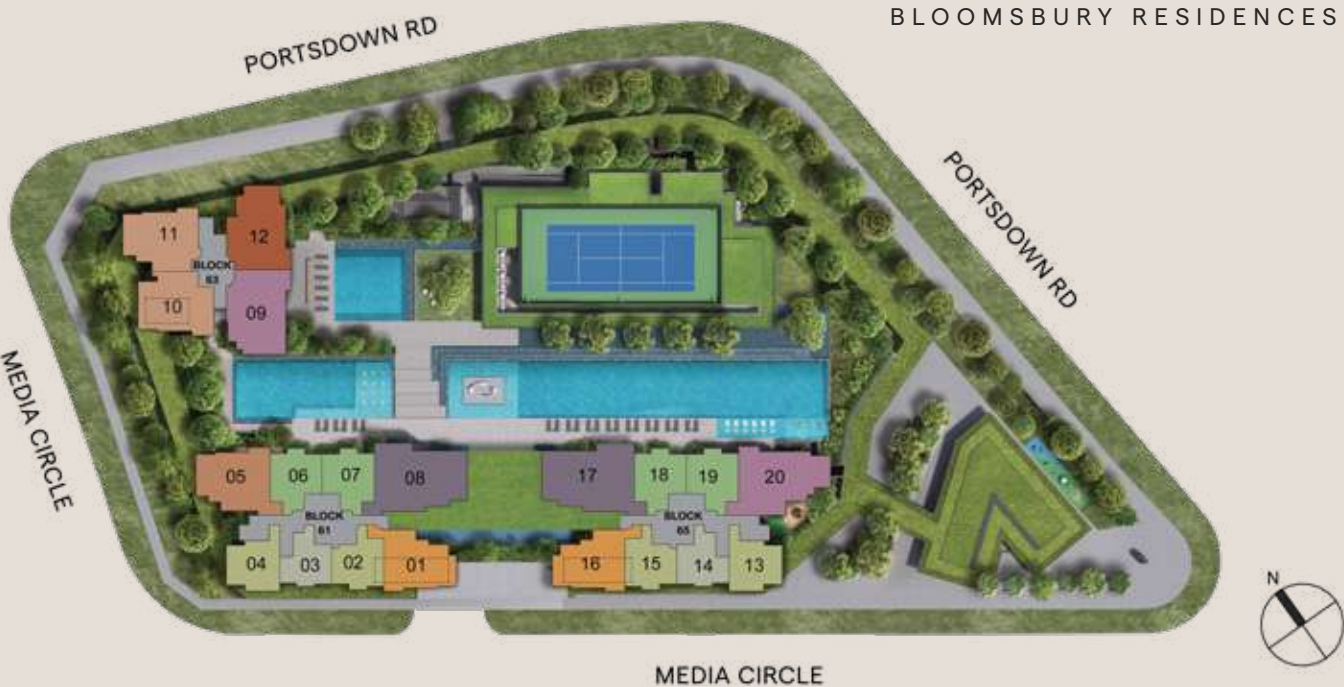 BLOOMSBURY RESIDENCES
PORTSDOWN RD
PORTSDOWN RD
MEDIA CIRCLE
11
12
BLOCK
63
10
09
05
06
07
08
17
18
19
20
BLOCK
61
BLOCK
65
04
03
02
01
16
15
14
13
N
MEDIA CIRCLE